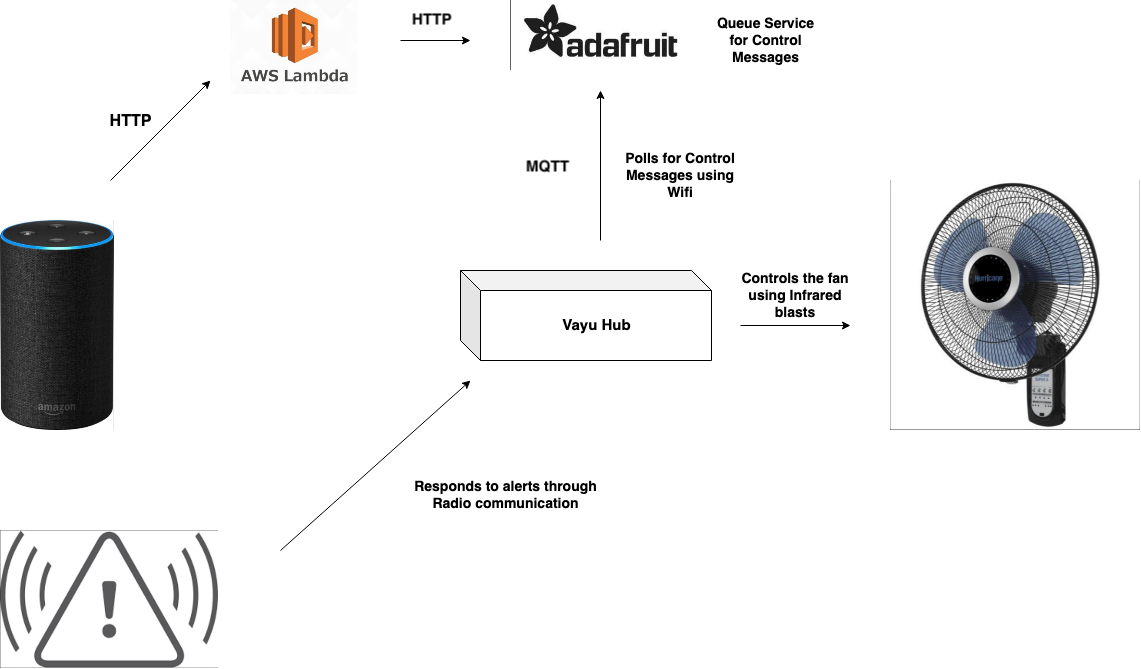 HTTP
AWS Lambda
HTTP
adafruit
Queue Service
for Control
Messages
MQTT
Polls for Control
Messages using
Wifi
amazon
Vayu Hub
Controls the fan
using Infrared
blasts
Hurricane
Responds to alerts through
Radio communication
!